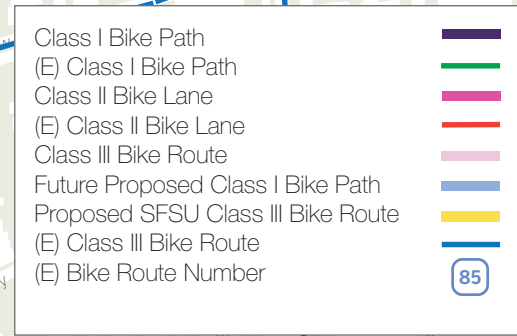 Class I Bike Path
(E) Class I Bike Path
Class II Bike Lane
(E) Class II Bike Lane
Class III Bike Route
Future Proposed Class I Bike Path
Proposed SFSU Class III Bike Route
(E) Class III Bike Route
(E) Bike Route Number 85